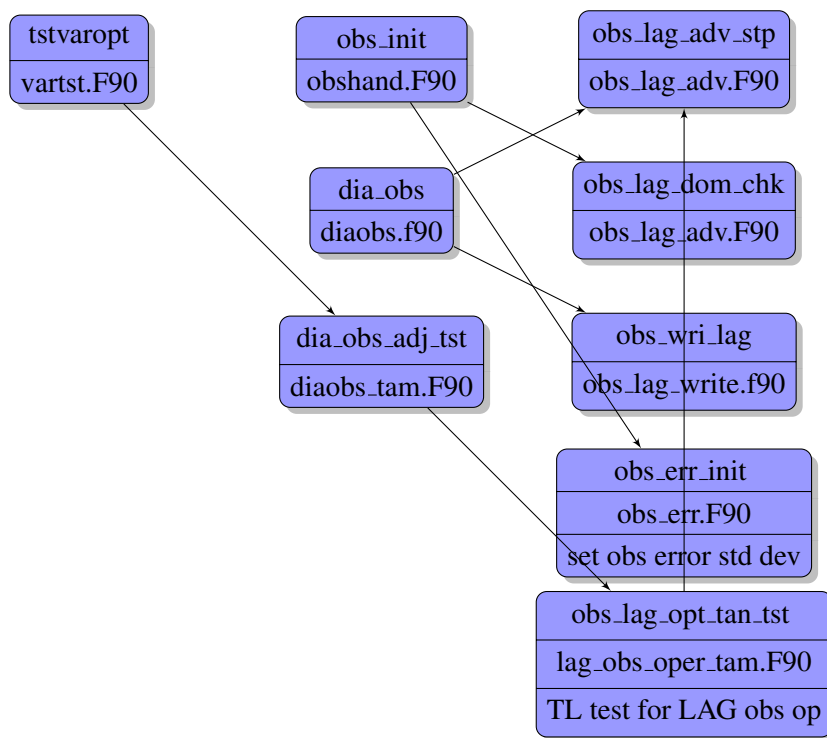 tstvaropt
vartst.F90
obs_init
obshand.F90
obs_lag_adv_stp
obs_lag_adv.F90
dia_obs
diaobs.f90
obs_lag_dom_chk
obs_lag_adv.F90
dia_obs_adj_tst
diaobs_tam.F90
obs_wri_lag
obs_lag_write.f90
obs_err_init
obs_err.F90
set obs error std dev
obs_lag_opt_tan_tst
lag_obs_oper_tam.F90
TL test for LAG obs op